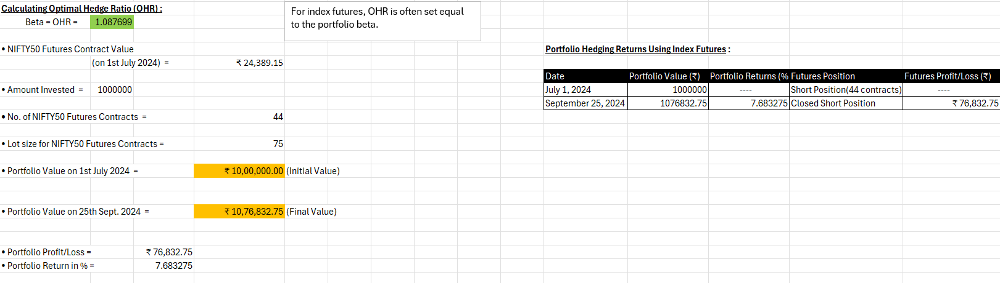 Calculating Optimal Hedge Ratio (OHR) :
Beta = OHR = 1.087699
For index futures, OHR is often set equal
to the portfolio beta.
• NIFTY50 Futures Contract Value
(on 1st July 2024) = ₹ 24,389.15
• Amount Invested = 1000000
• No. of NIFTY50 Futures Contracts = 44
• Lot size for NIFTY50 Futures Contracts = 75
• Portfolio Value on 1st July 2024 = ₹ 10,00,000.00 (Initial Value)
• Portfolio Value on 25th Sept. 2024 = ₹ 10,76,832.75 (Final Value)
• Portfolio Profit/Loss = ₹ 76,832.75
• Portfolio Return in % = 7.683275
Portfolio Hedging Returns Using Index Futures :
Date Portfolio Value (₹) Portfolio Returns (% Futures Position Futures Profit/Loss (₹)
July 1, 2024 1000000 ---- Short Position(44 contracts) ----
September 25, 2024 1076832.75 7.683275 Closed Short Position ₹ 76,832.75